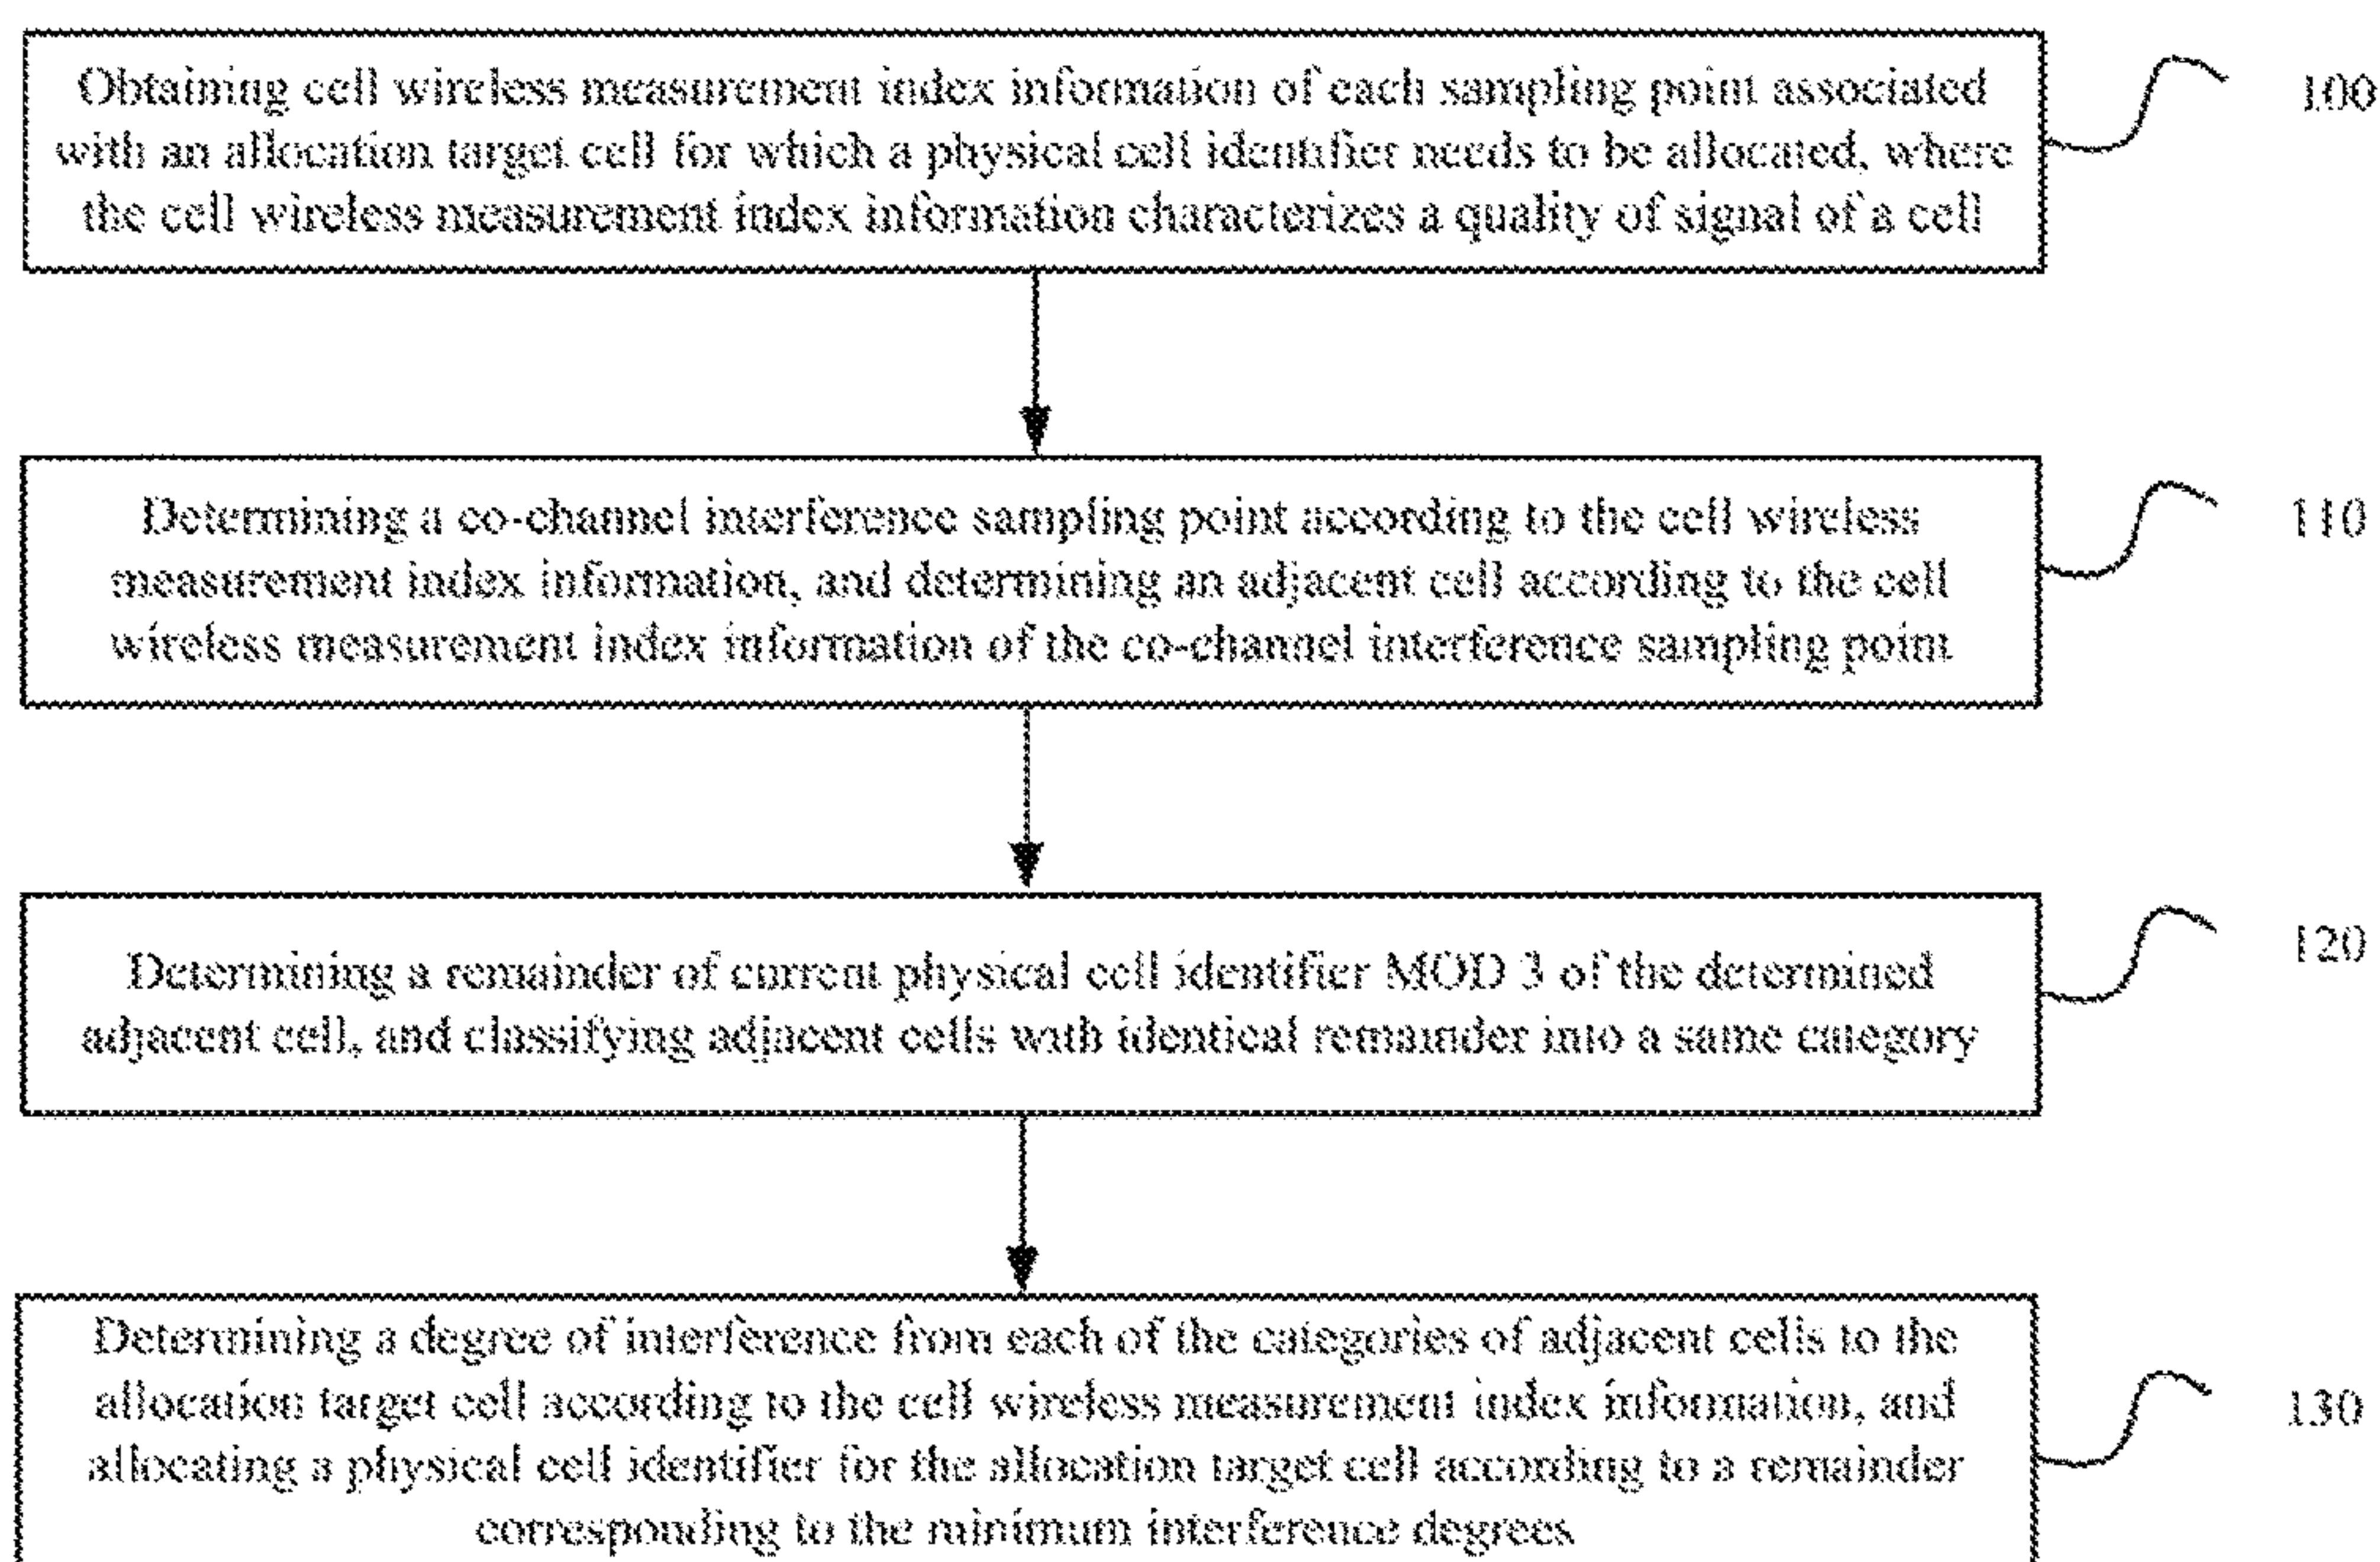 Obtaining cell wireless measurement index information of each sampling point associated
with an allocation target cell for which a physical cell identifier needs to be allocated, where
the cell wireless measurement index information characterizes a quality of signal of a cell
100
Determining a co-channel interference sampling point according to the cell wireless
measurement index information, and determining an adjacent cell according to the cell
wireless measurement index information of the co-channel interference sampling point
110
Determining a remainder of current physical cell identifier MOD 3 of the determined
adjacent cell, and classifying adjacent cells with identical remainder into a same category
120
Determining a degree of interference from each of the categories of adjacent cells to the
allocation target cell according to the cell wireless measurement index information, and
allocating a physical cell identifier for the allocation target cell according to a remainder
corresponding to the minimum interference degrees
130